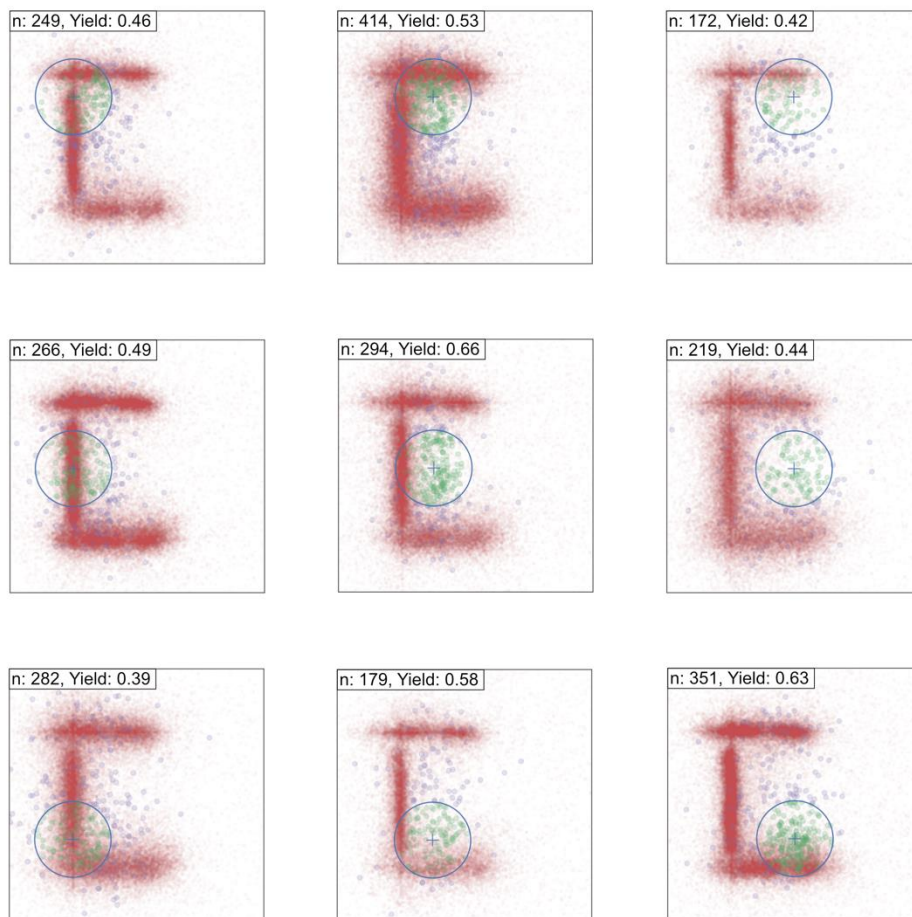 n: 249, Yield: 0.46
n: 414, Yield: 0.53
n: 172, Yield: 0.42
n: 266, Yield: 0.49
n: 294, Yield: 0.66
n: 219, Yield: 0.44
n: 282, Yield: 0.39
n: 179, Yield: 0.58
n: 351, Yield: 0.63